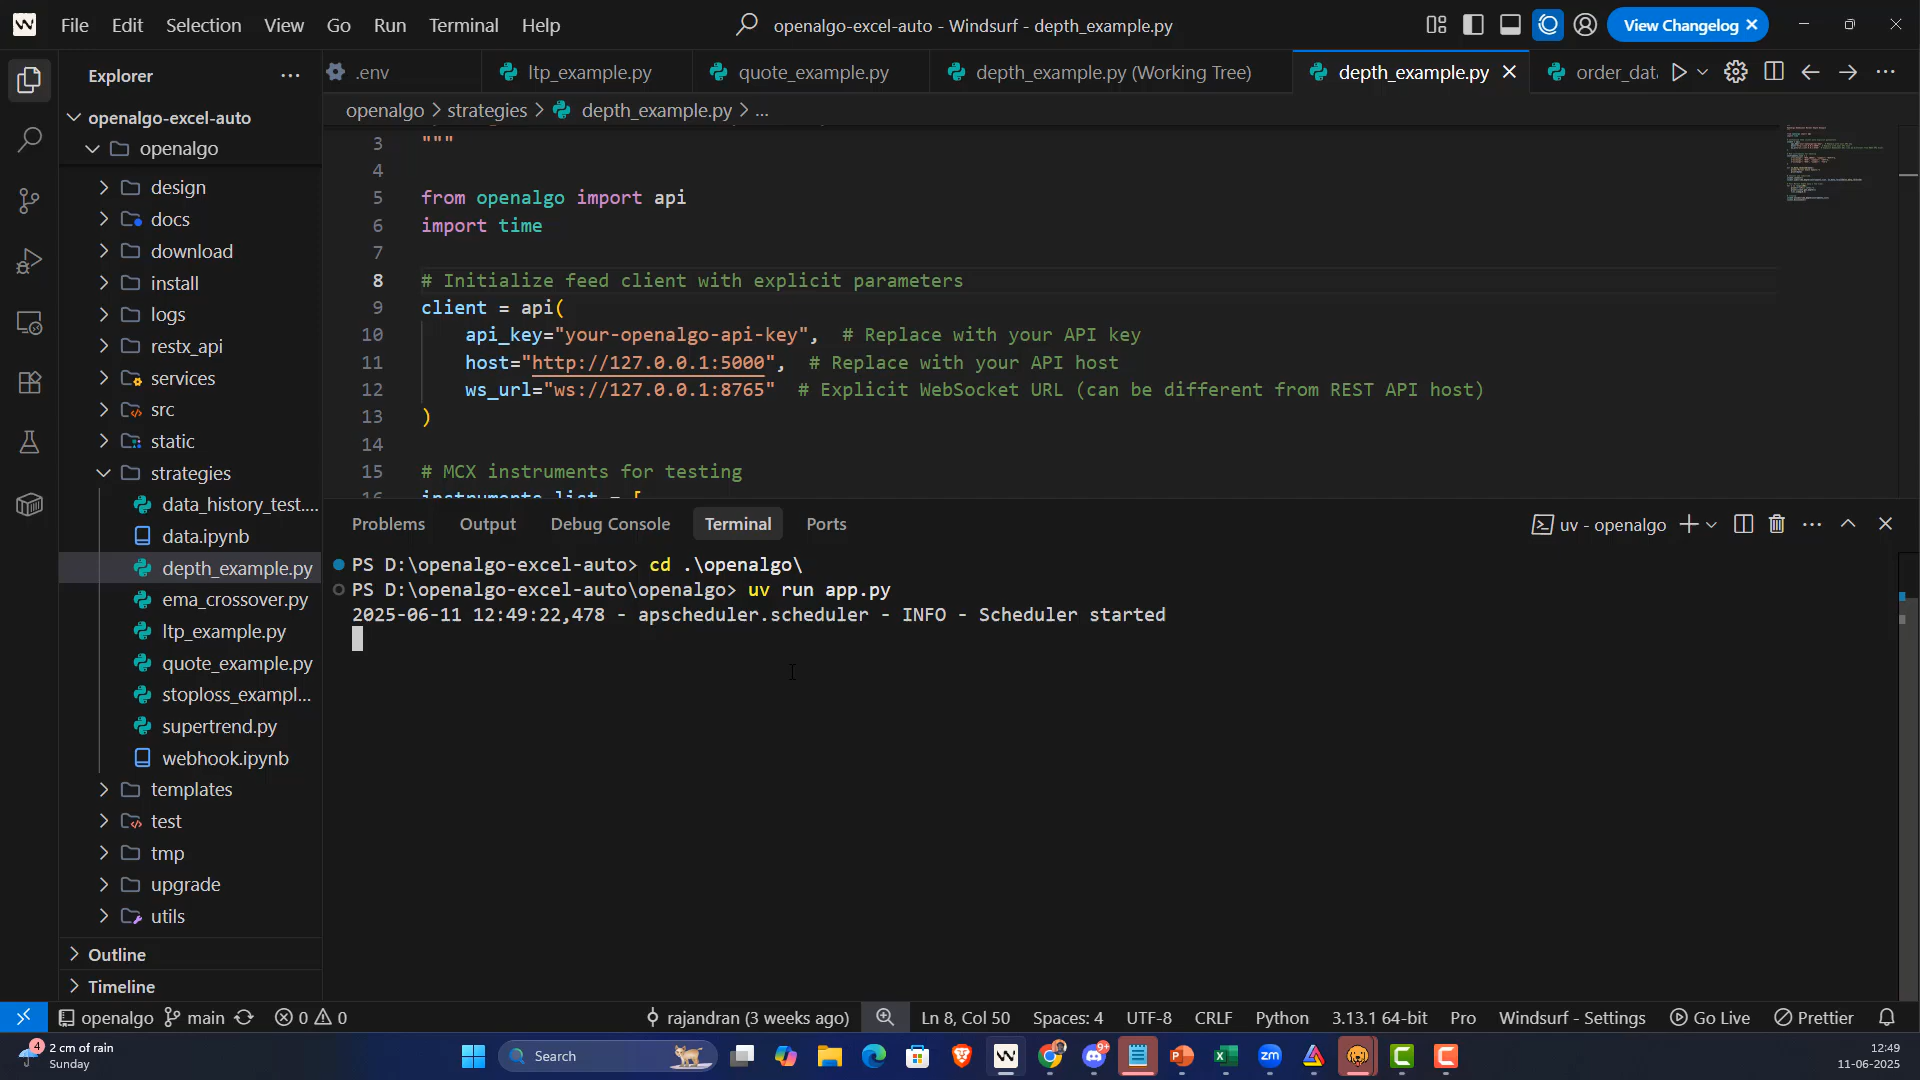 File Edit Selection View Go Run Terminal Help
openalgo-excel-auto - Windsurf - depth_example.py
View Changelog
Explorer
.env
ltp_example.py
quote_example.py
depth_example.py (Working Tree)
depth_example.py
order_dat
openalgo > strategies > depth_example.py > ...
openalgo-excel-auto
openalgo
design
docs
download
install
logs
restx_api
services
src
static
strategies
data_history_test....
data.ipynb
depth_example.py
ema_crossover.py
ltp_example.py
quote_example.py
stoploss_exampl...
supertrend.py
webhook.ipynb
templates
test
tmp
upgrade
utils
Outline
Timeline
3 """
4
5 from openalgo import api
6 import time
7
8 # Initialize feed client with explicit parameters
9 client = api(
10 api_key="your-openalgo-api-key", # Replace with your API key
11 host="http://127.0.0.1:5000", # Replace with your API host
12 ws_url="ws://127.0.0.1:8765" # Explicit WebSocket URL (can be different from REST API host)
13 )
14
15 # MCX instruments for testing
16 instruments_list = [
Problems Output Debug Console Terminal Ports
uv - openalgo
PS D:\openalgo-excel-auto> cd .\openalgo\
PS D:\openalgo-excel-auto\openalgo> uv run app.py
2025-06-11 12:49:22,478 - apscheduler.scheduler - INFO - Scheduler started
openalgo main 0 0
rajandran (3 weeks ago) Ln 8, Col 50 Spaces: 4 UTF-8 CRLF Python 3.13.1 64-bit Pro Windsurf - Settings Go Live Prettier
4
2 cm of rain
Sunday
Search
9+
zm
12:49
11-06-2025